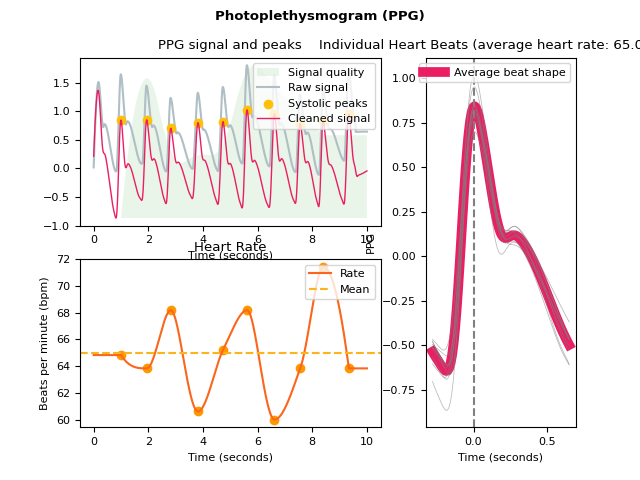 Photoplethysmogram (PPG)
PPG signal and peaks
Individual Heart Beats (average heart rate: 65.0
Signal quality
Raw signal
Systolic peaks
Cleaned signal
1.5
1.0
0.5
0.0
−0.5
−1.0
0 2 4 6 8 10
Time (seconds)
Heart Rate
Rate
Mean
72
70
68
66
64
62
60
Beats per minute (bpm)
0 2 4 6 8 10
Time (seconds)
Average beat shape
PPG
1.00
0.75
0.50
0.25
0.00
−0.25
−0.50
−0.75
0.0 0.5
Time (seconds)